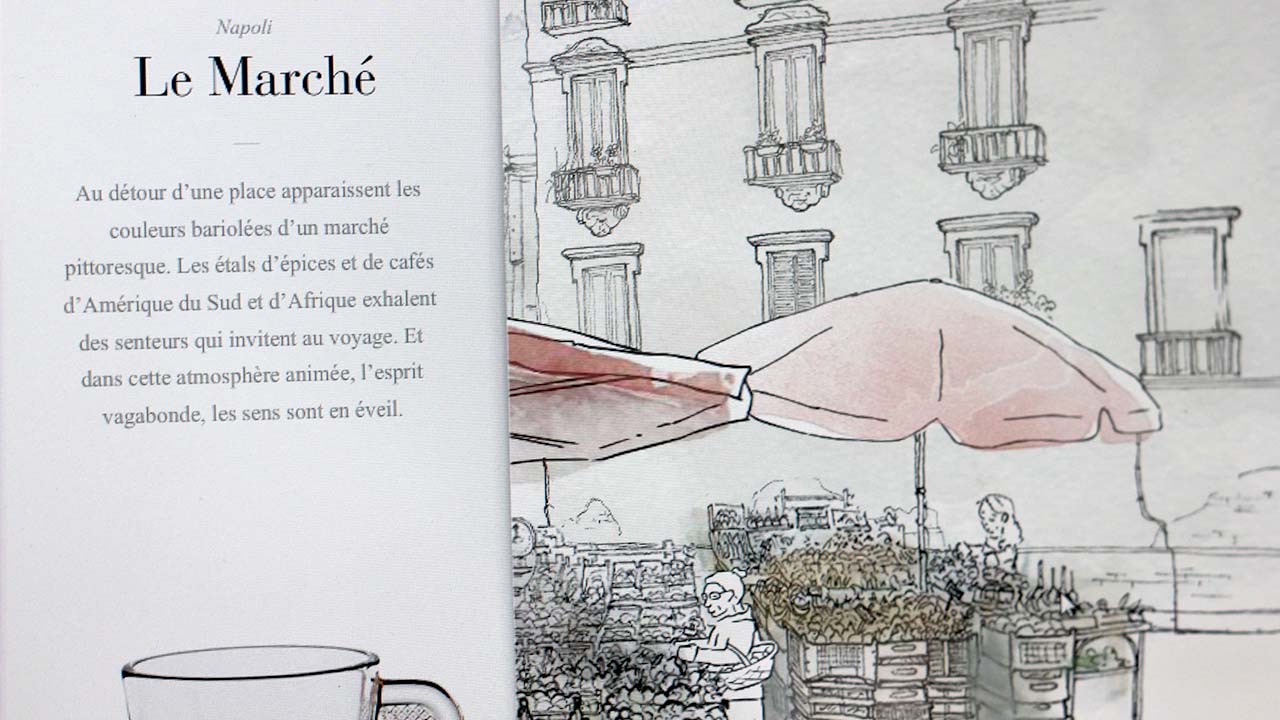 Napoli
Le Marché
Au détour d’une place apparaissent les
couleurs bariolées d’un marché
pittoresque. Les étals d’épices et de cafés
d’Amérique du Sud et d’Afrique exhalent
des senteurs qui invitent au voyage. Et
dans cette atmosphère animée, l’esprit
vagabonde, les sens sont en éveil.